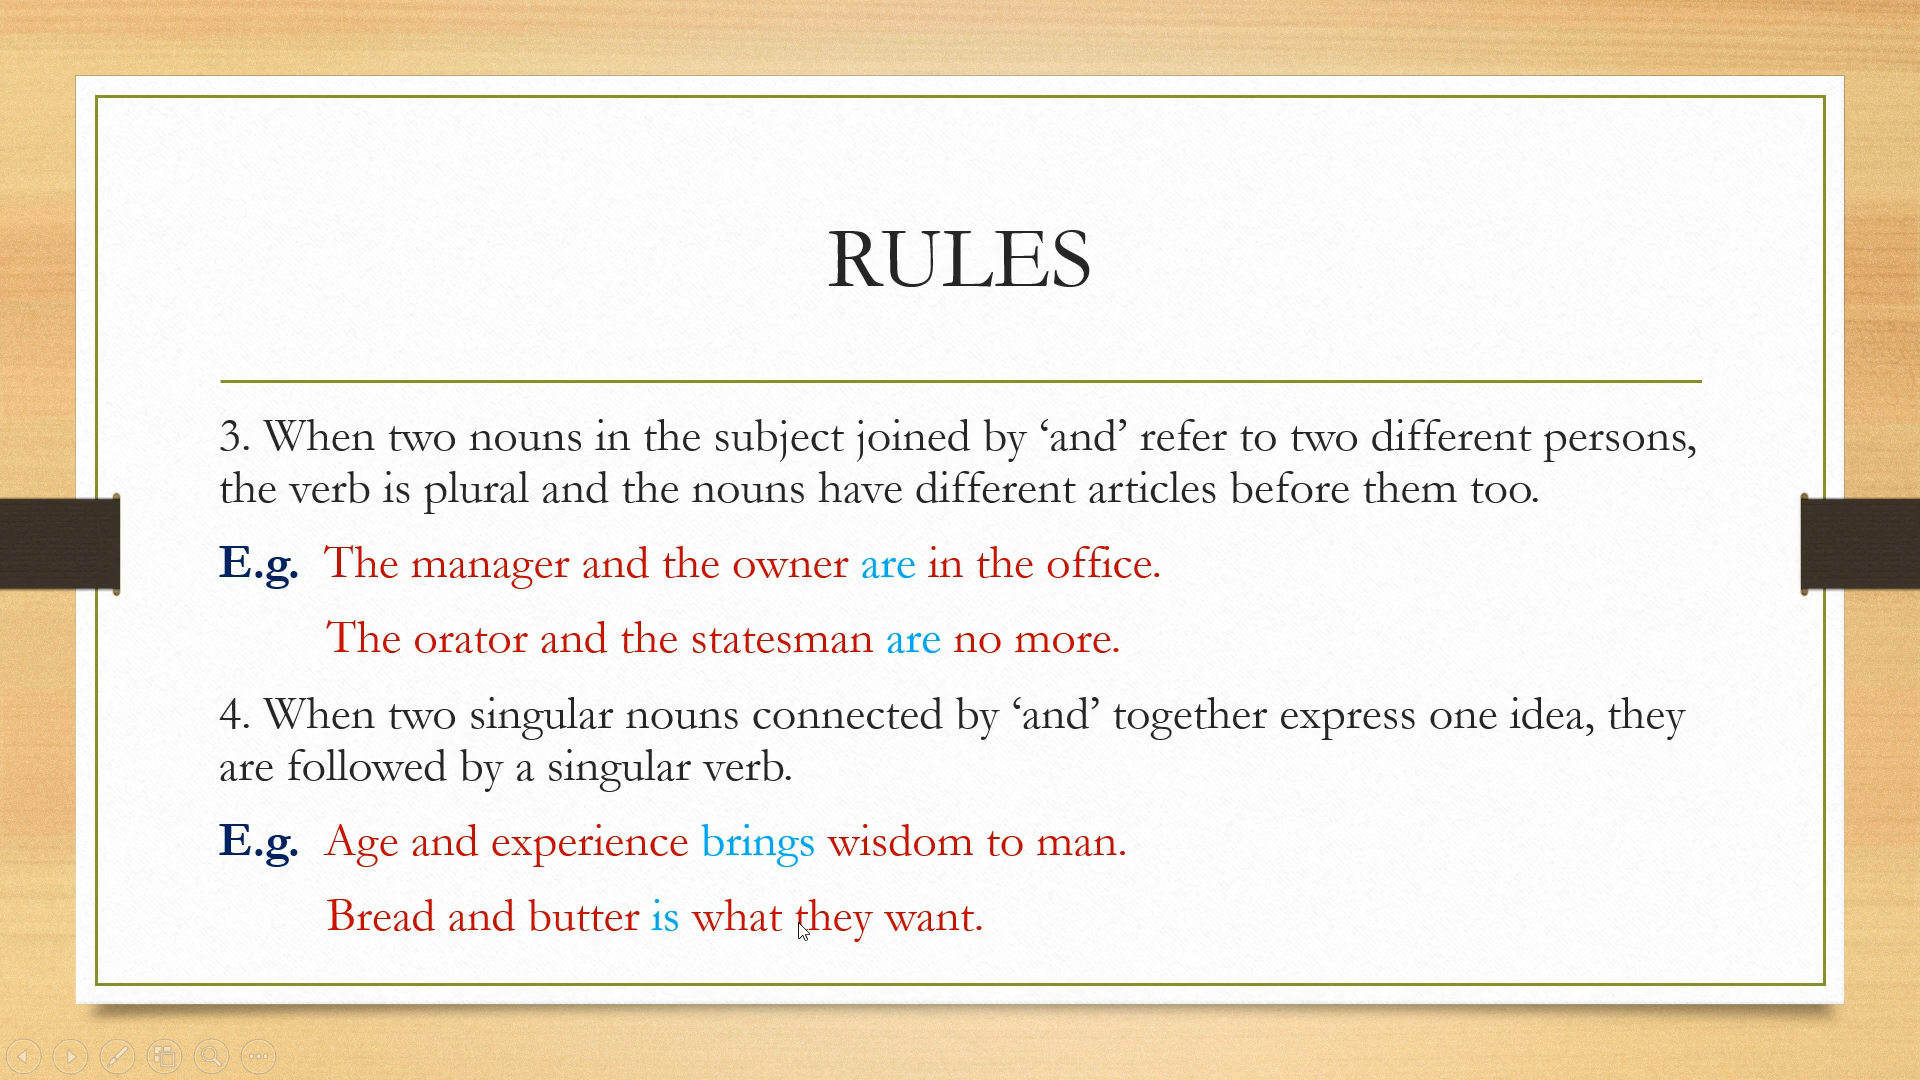 RULES
3. When two nouns in the subject joined by ‘and’ refer to two different persons,
the verb is plural and the nouns have different articles before them too.
E.g. The manager and the owner are in the office.
The orator and the statesman are no more.
4. When two singular nouns connected by ‘and’ together express one idea, they
are followed by a singular verb.
E.g. Age and experience brings wisdom to man.
Bread and butter is what they want.